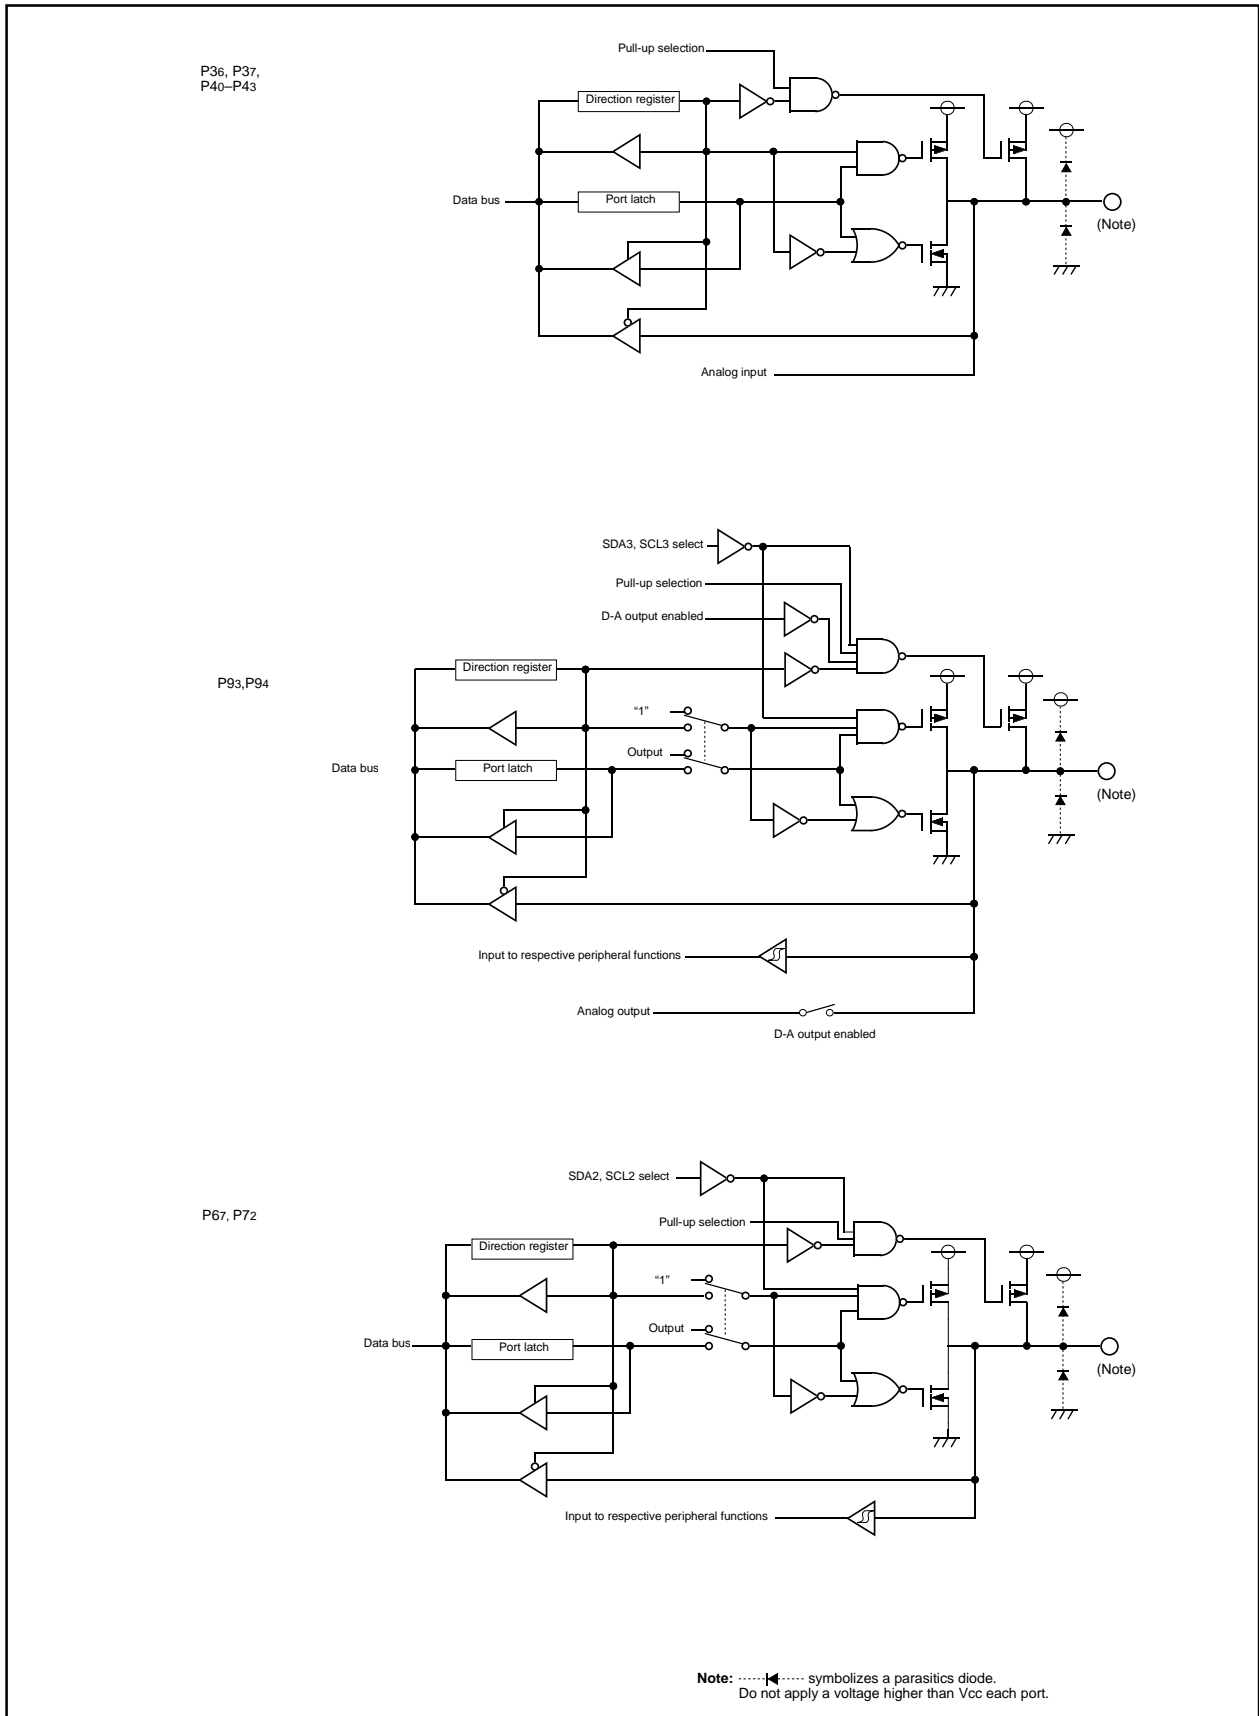 Pull-up selection
P36, P37,
P40–P43
Direction register
Data bus
Port latch
(Note)
Analog input
SDA3, SCL3 select
Pull-up selection
D-A output enabled
Direction register
P93,P94
“1”
Output
Data bus
Port latch
(Note)
Input to respective peripheral functions
Analog output
D-A output enabled
SDA2, SCL2 select
P67, P72
Pull-up selection
Direction register
“1”
Output
Data bus
Port latch
(Note)
Input to respective peripheral functions
Note: symbolizes a parasitics diode.
Do not apply a voltage higher than Vcc each port.